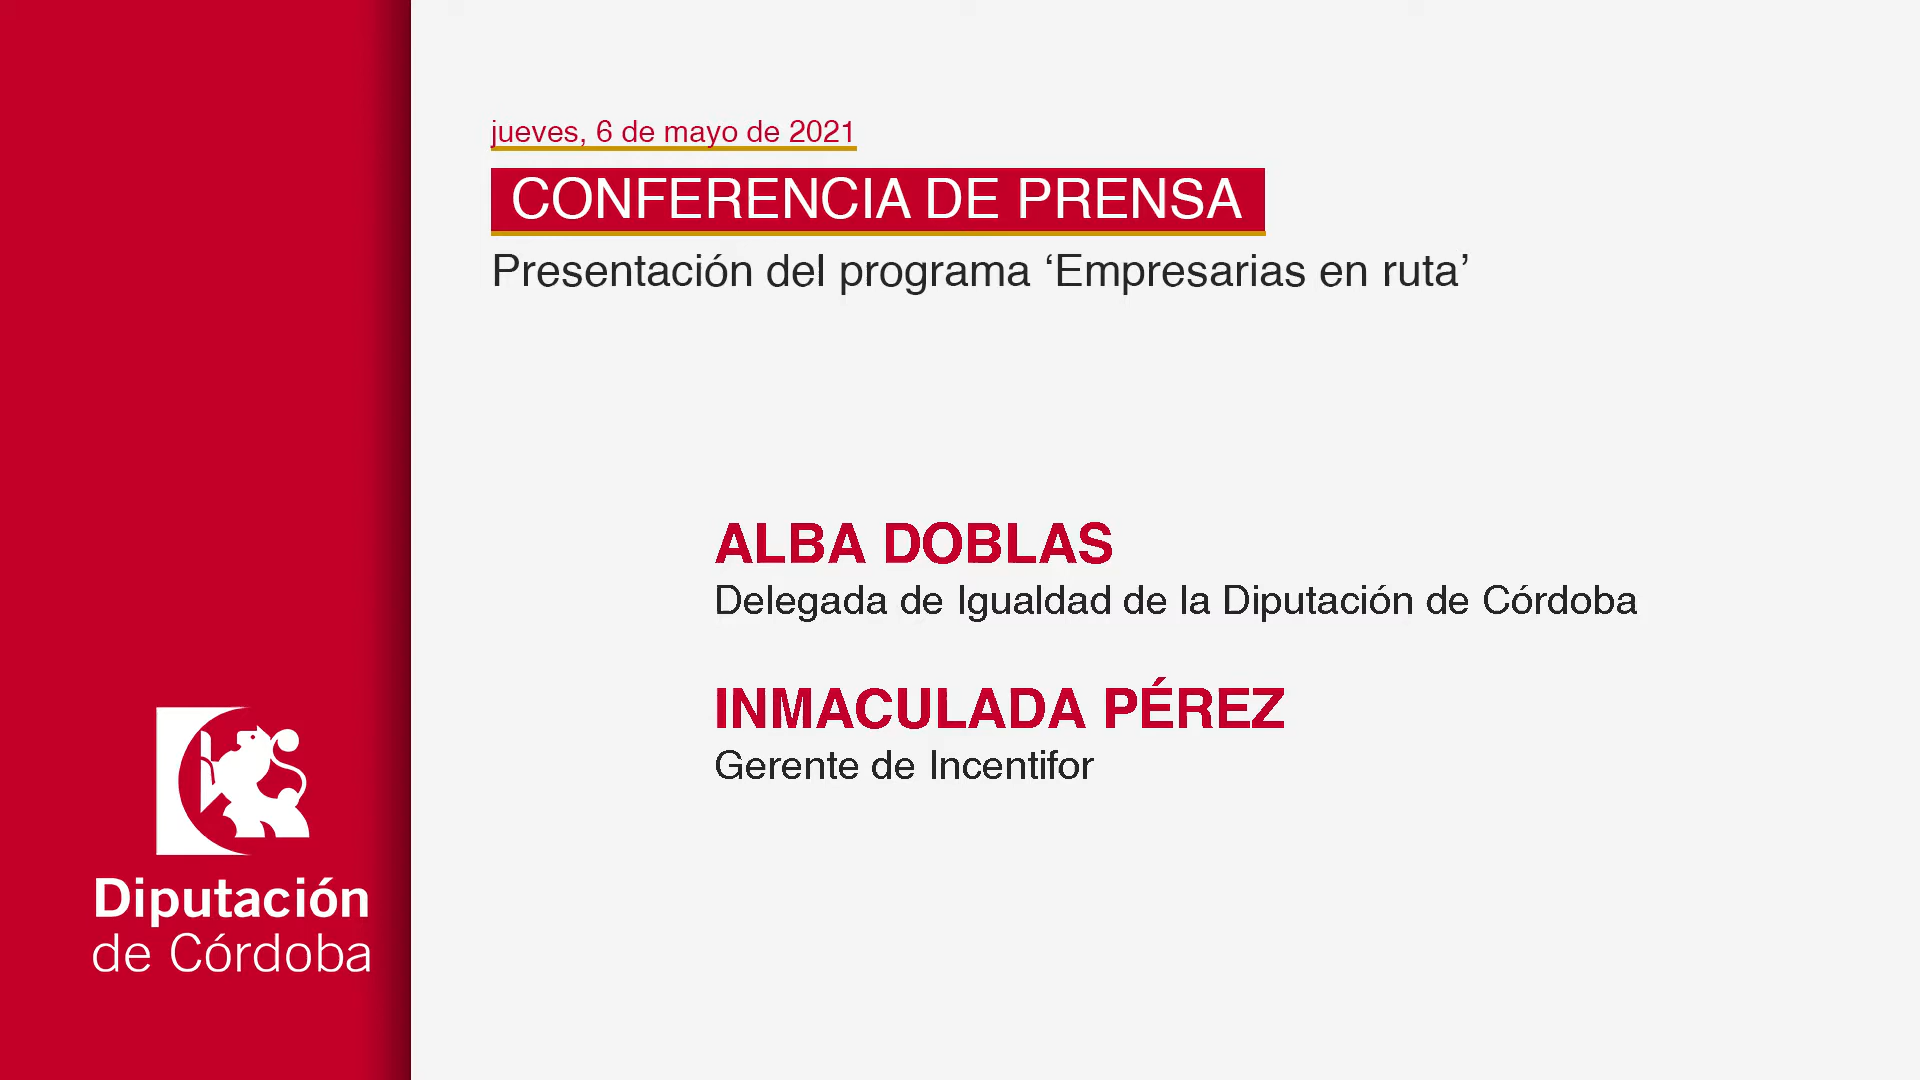 jueves, 6 de mayo de 2021
CONFERENCIA DE PRENSA
Presentación del programa ‘Empresarias en ruta’
ALBA DOBLAS
Delegada de Igualdad de la Diputación de Córdoba
INMACULADA PÉREZ
Gerente de Incentifor
Diputación
de Córdoba